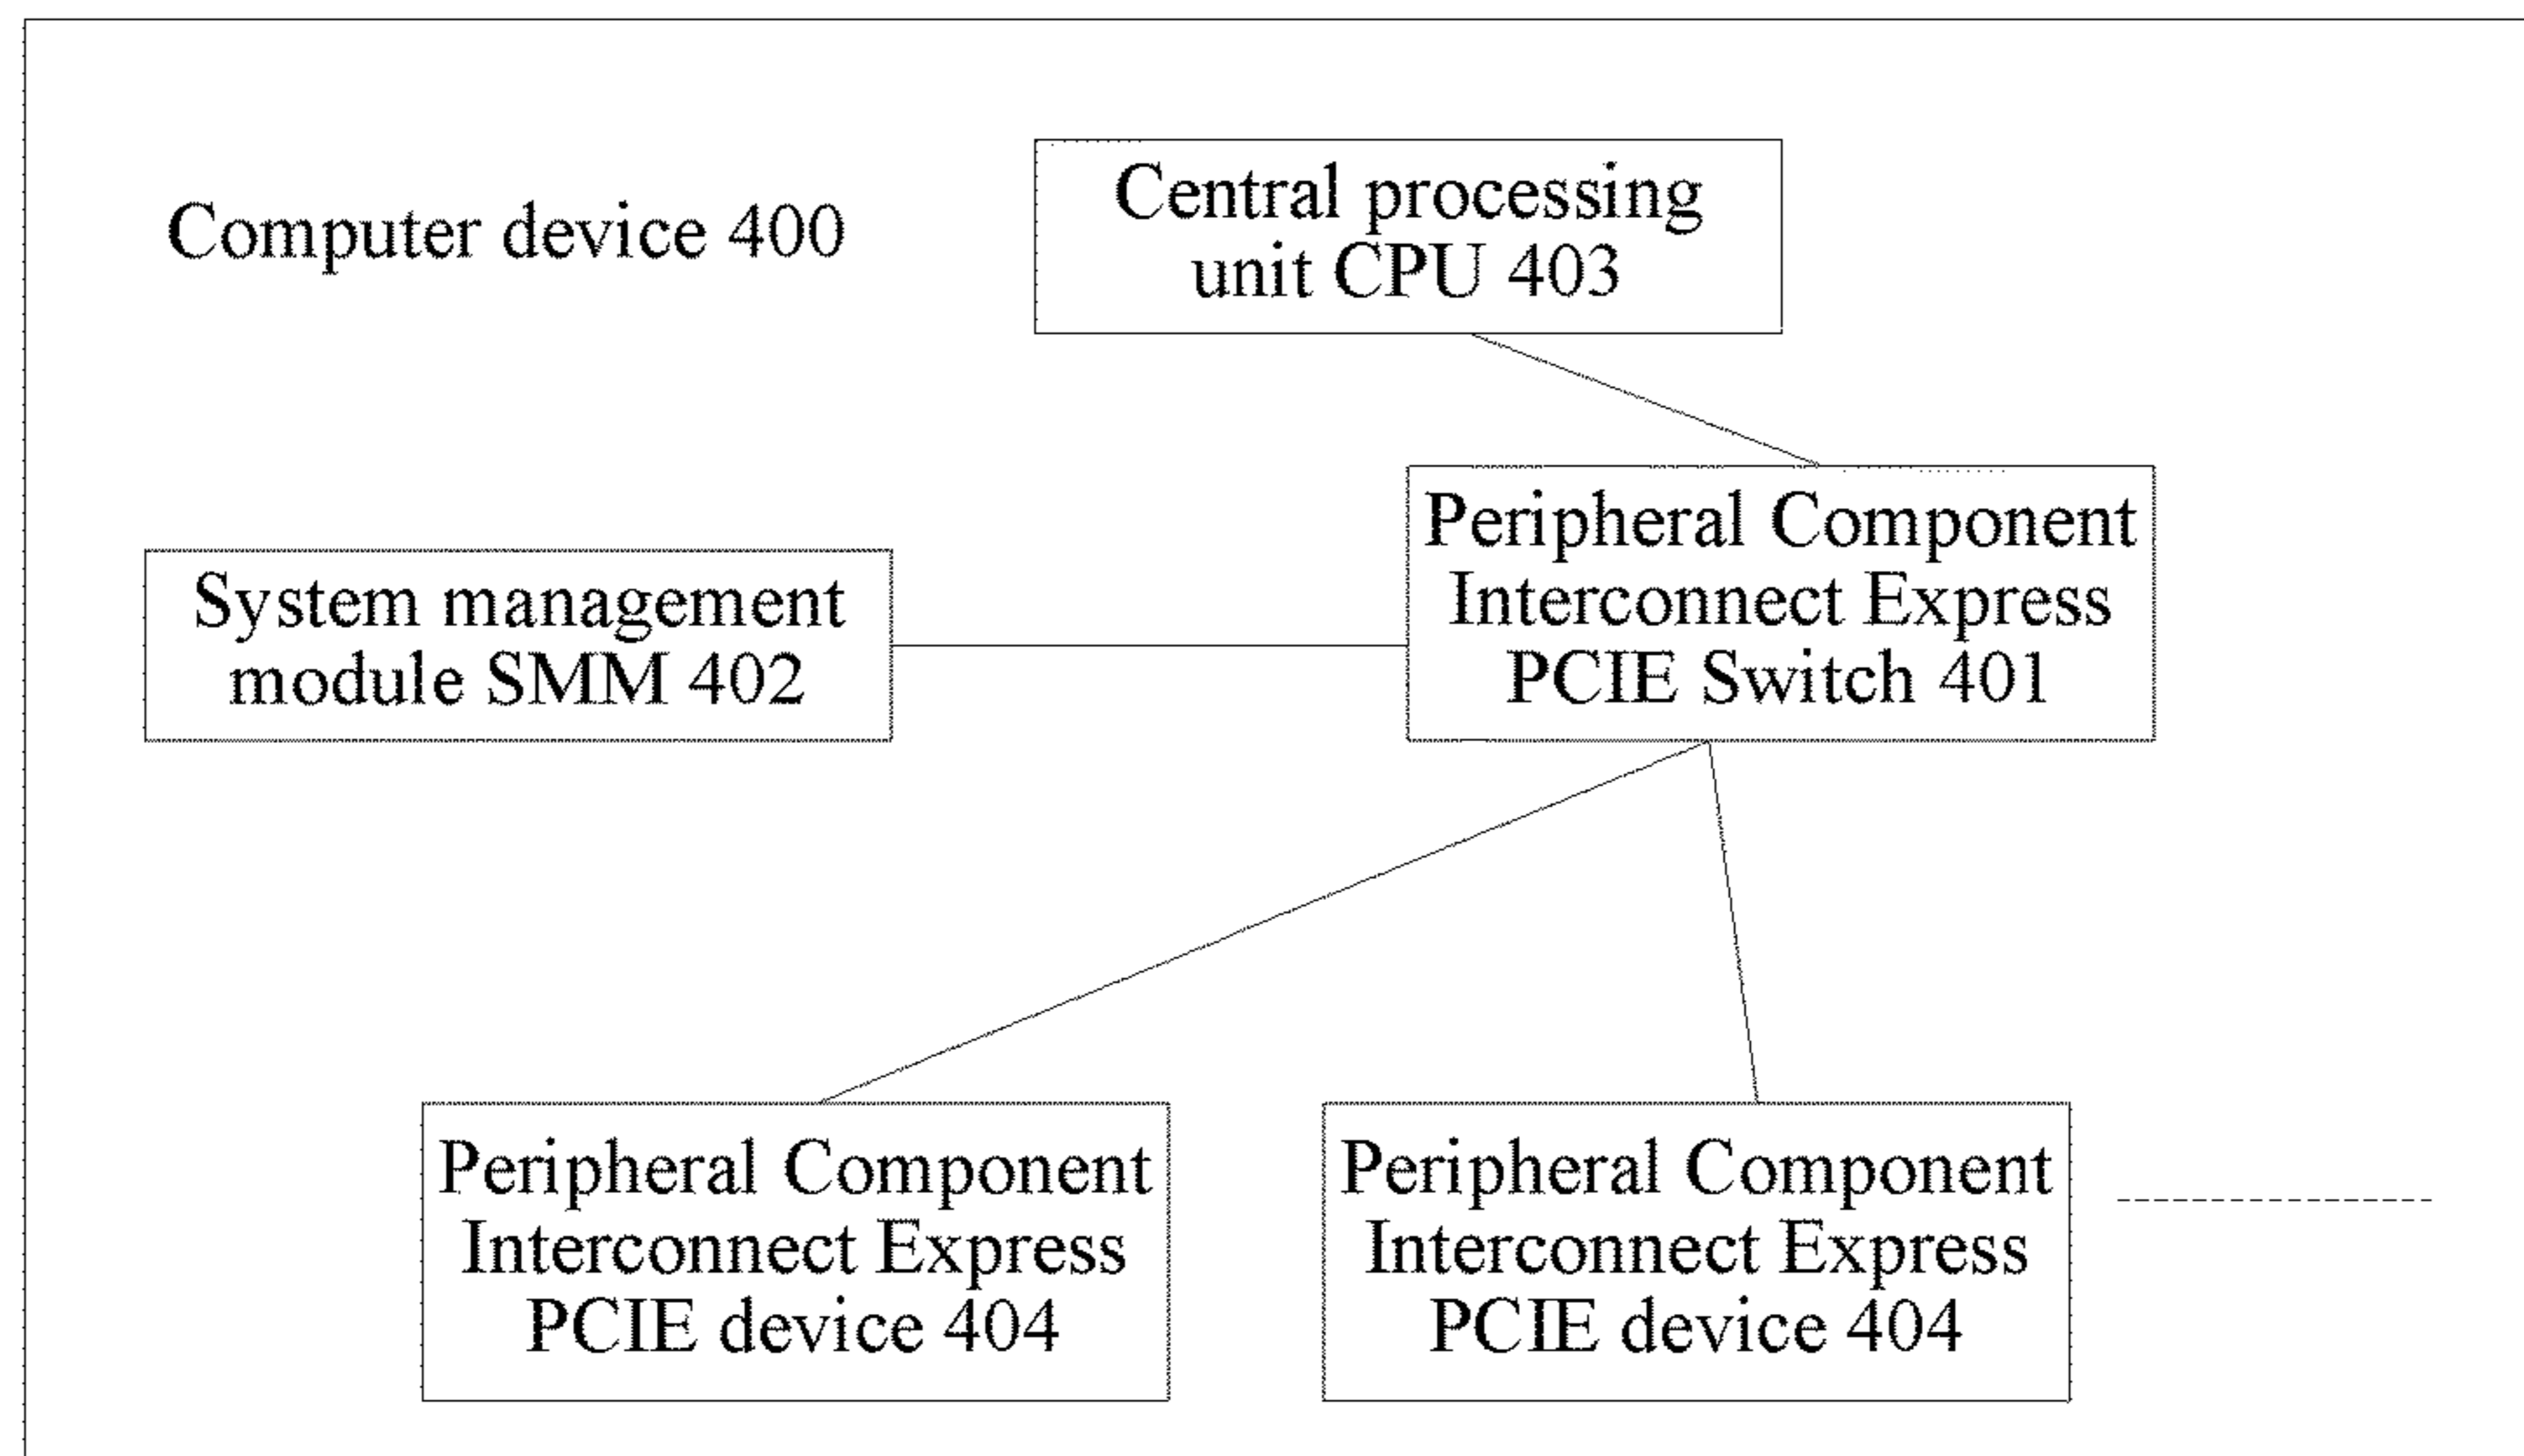 Computer device 400
Central processing
unit CPU 403
System management
module SMM 402
Peripheral Component
Interconnect Express
PCIE Switch 401
Peripheral Component
Interconnect Express
PCIE device 404
Peripheral Component
Interconnect Express
PCIE device 404